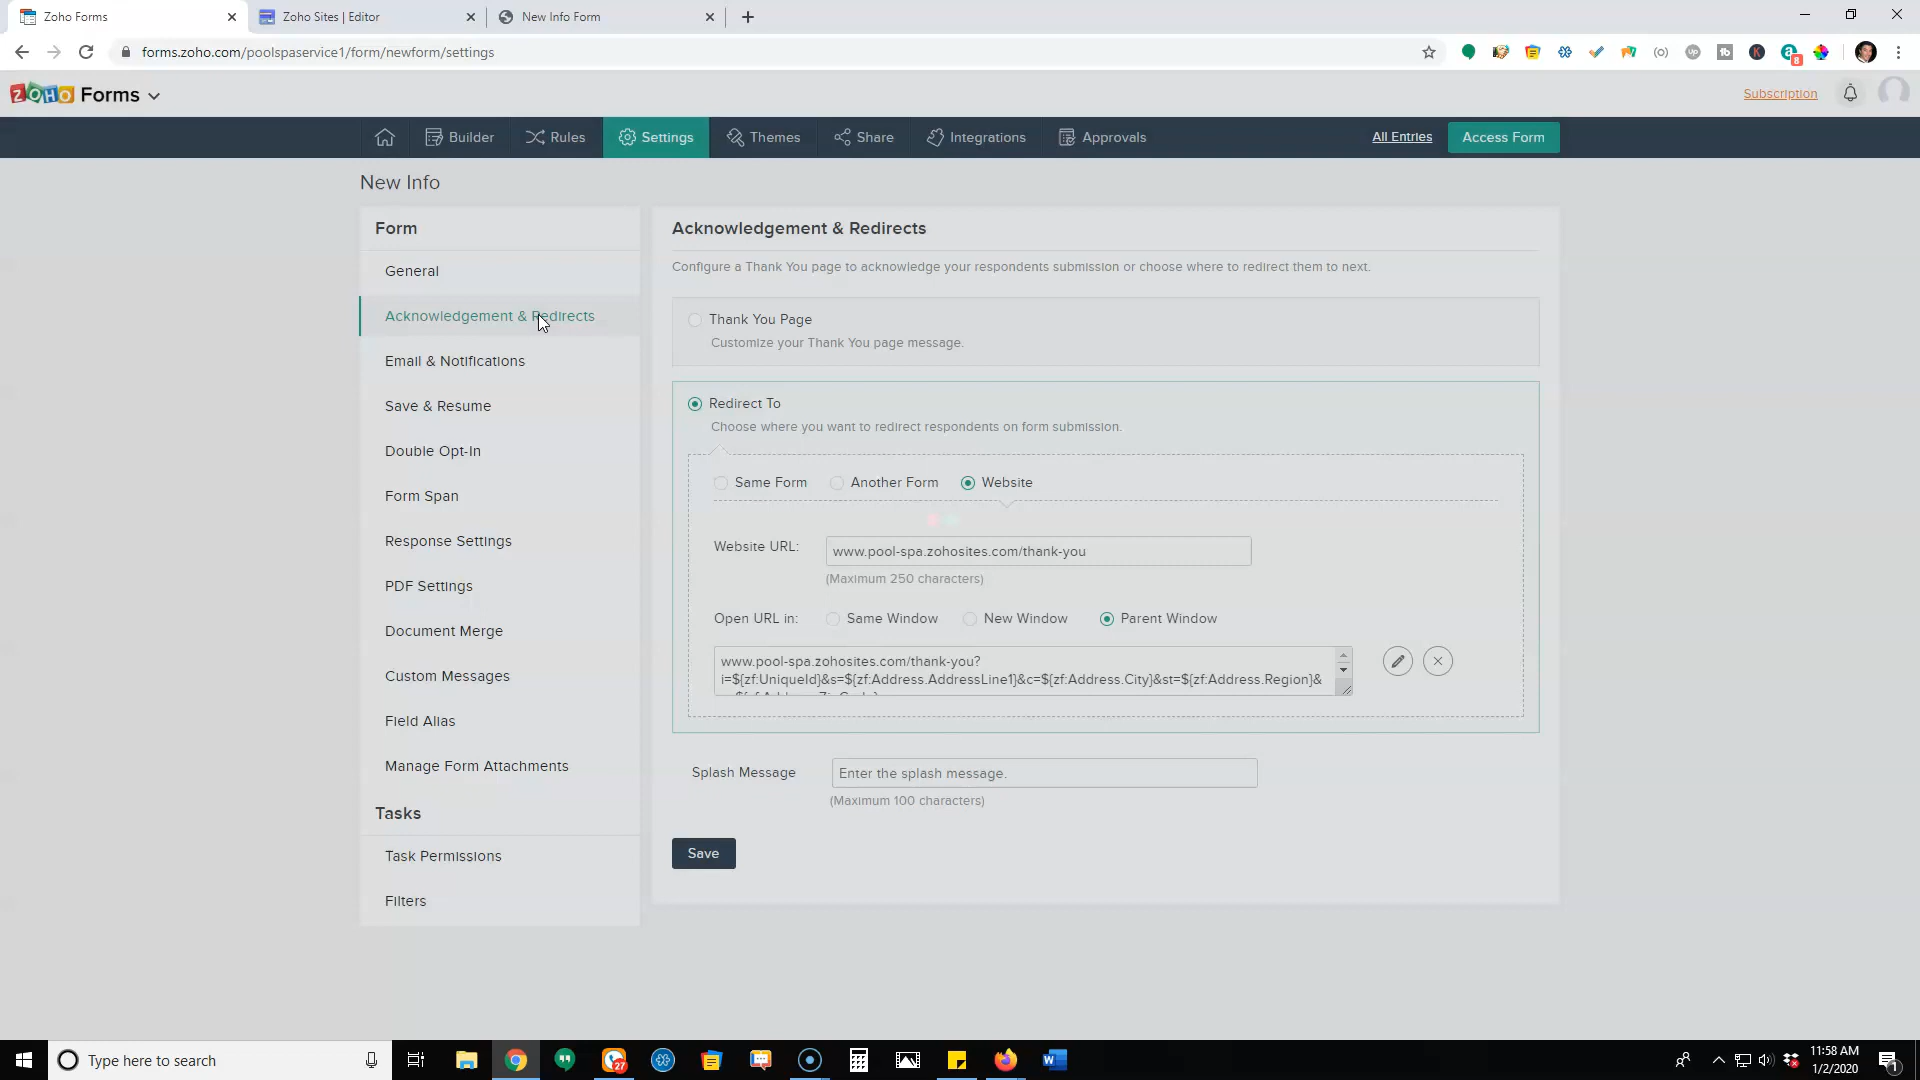 Zoho Forms
Zoho Sites | Editor
New Info Form
forms.zoho.com/poolspaservice1/form/newform/settings
ZOHO Forms
Subscription
Builder
Rules
Settings
Themes
Share
Integrations
Approvals
All Entries
Access Form
New Info
Form
General
Acknowledgement & Redirects
Email & Notifications
Save & Resume
Double Opt-In
Form Span
Response Settings
PDF Settings
Document Merge
Custom Messages
Field Alias
Manage Form Attachments
Tasks
Task Permissions
Filters
Acknowledgement & Redirects
Configure a Thank You page to acknowledge your respondents submission or choose where to redirect them to next.
Thank You Page
Customize your Thank You page message.
Redirect To
Choose where you want to redirect respondents on form submission.
Same Form
Another Form
Website
Website URL:
www.pool-spa.zohosites.com/thank-you
(Maximum 250 characters)
Open URL in:
Same Window
New Window
Parent Window
www.pool-spa.zohosites.com/thank-you?
i=${zf:UniqueId}&s=${zf:Address.AddressLine1}&c=${zf:Address.City}&st=${zf:Address.Region}&
Splash Message
Enter the splash message.
(Maximum 100 characters)
Save
Type here to search
27
11:58 AM
1/2/2020
1